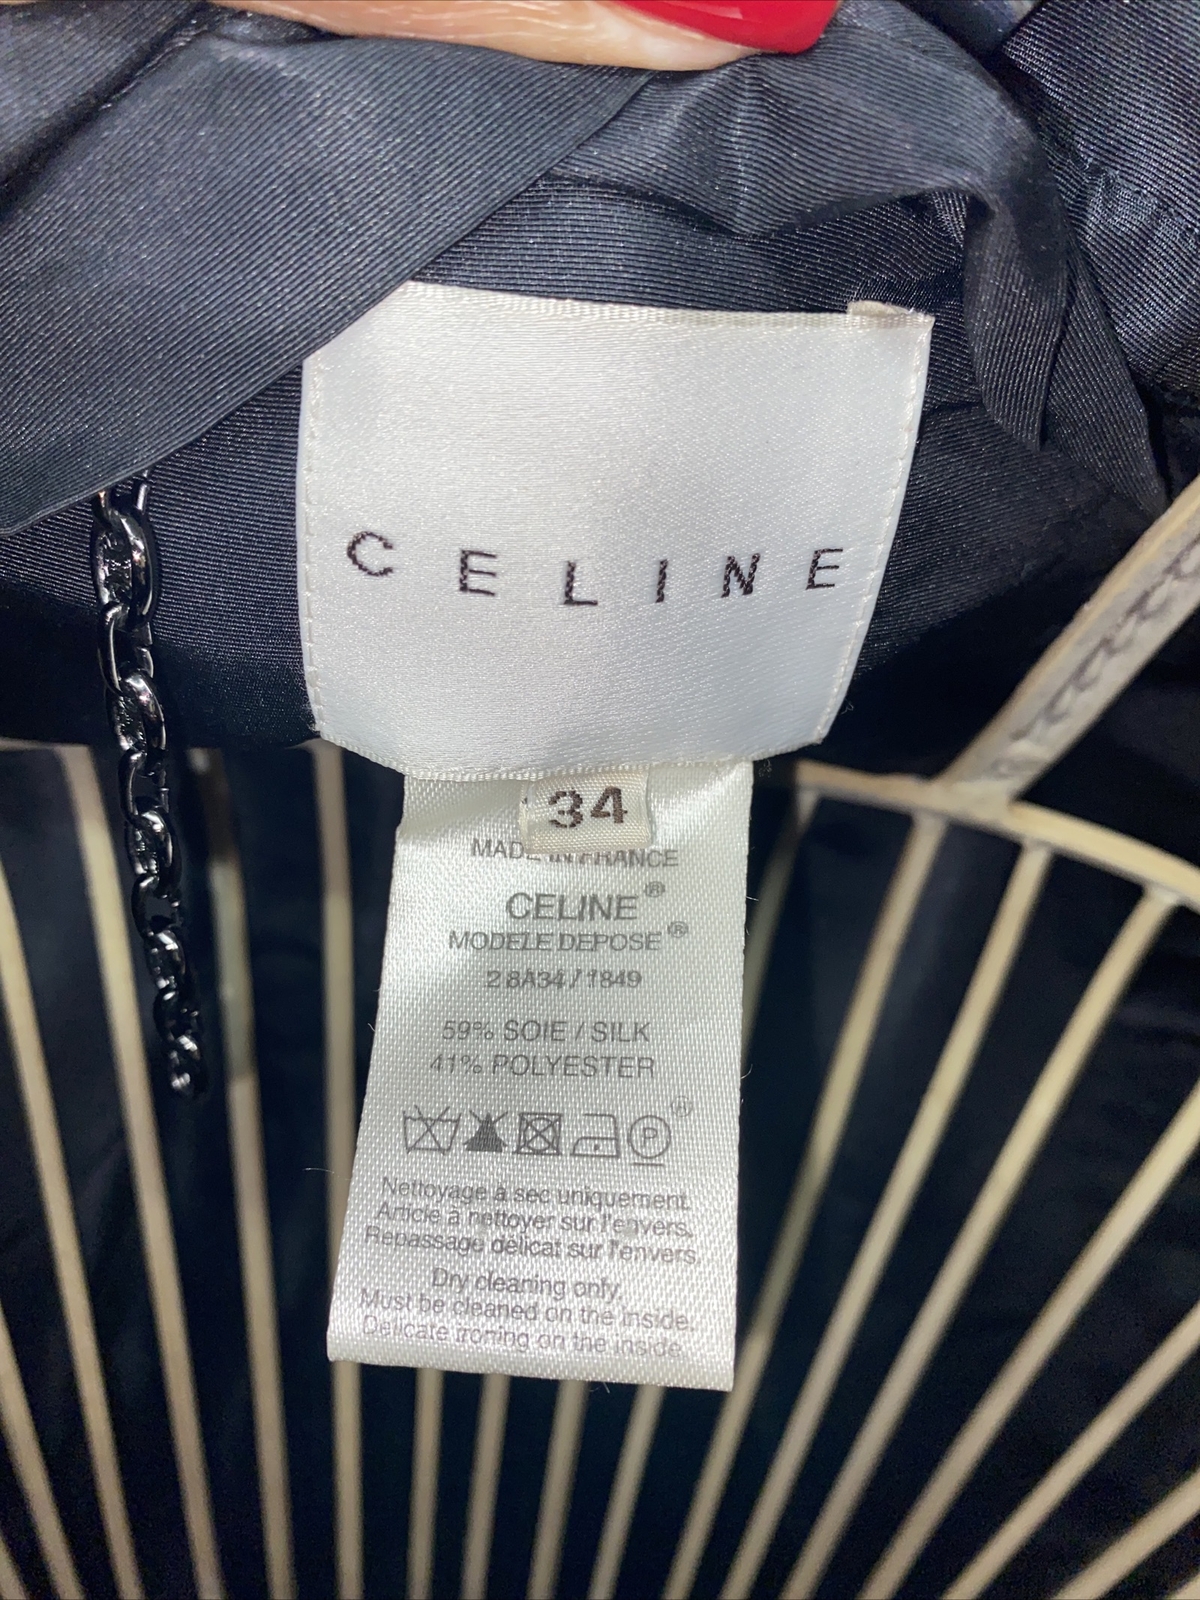 CELINE
34
MADE IN FRANCE
CELINE®
MODELE DEPOSE®
28A34/1849
59% SOIE / SILK
41% POLYESTER
P
®
Nettoyage à sec uniquement.
Article à nettoyer sur l'envers.
Repassage délicat sur l'envers.
Dry cleaning only.
Must be cleaned on the inside.
Delicate ironing on the inside.